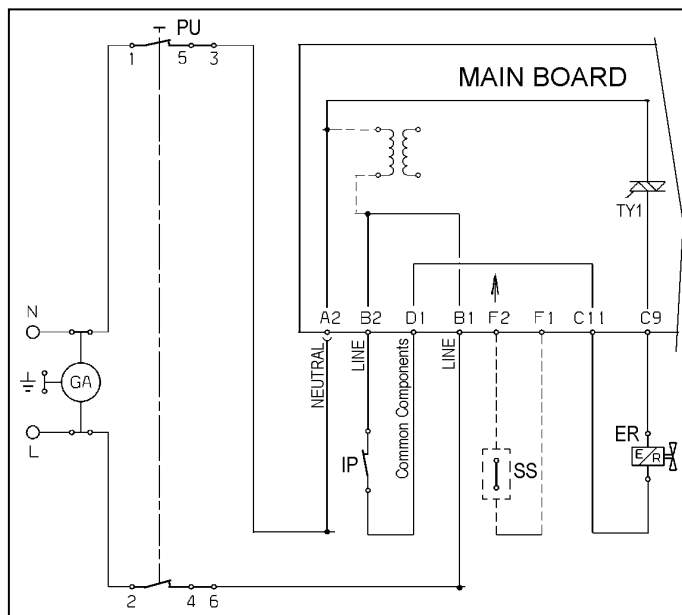 PU
1 5 3
MAIN BOARD
TY1
A2 B2 D1 B1 F2 F1 C11 C9
N
GA
L
NEUTRAL
LINE
Common Components
LINE
IP
SS
ER
E/R
2 4 6